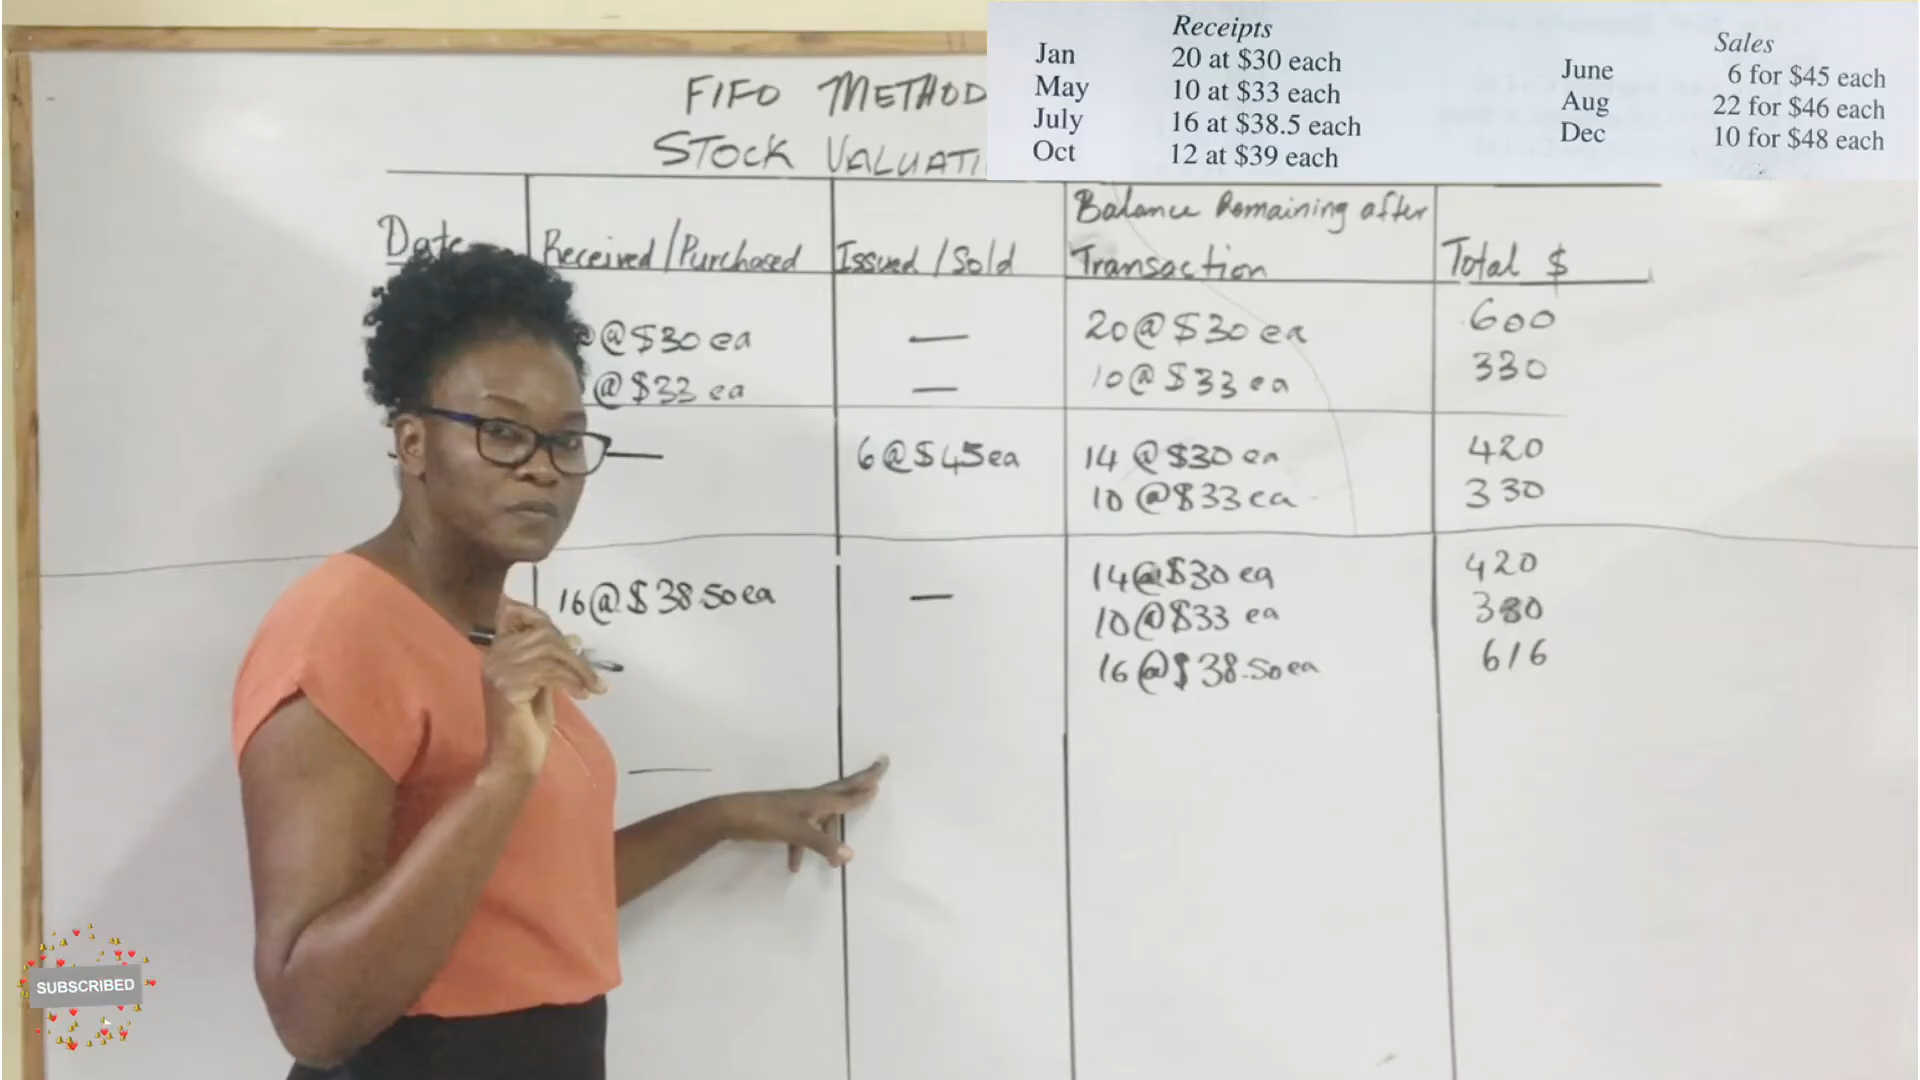 FIFO METHOD
STOCK VALUATI
Receipts
Jan 20 at $30 each
May 10 at $33 each
July 16 at $38.5 each
Oct 12 at $39 each
Sales
June 6 for $45 each
Aug 22 for $46 each
Dec 10 for $48 each
Date Received/Purchased Issued/Sold Balance Remaining after Transaction Total $
@$30 ea — 20@$30 ea 600
@$33 ea — 10@$33 ea 330
— 6@$45 ea 14@$30 ea 420
10@$33 ea 330
16@$38.50 ea — 14@$30 ea 420
10@$33 ea 330
16@$38.50 ea 616
—
SUBSCRIBED